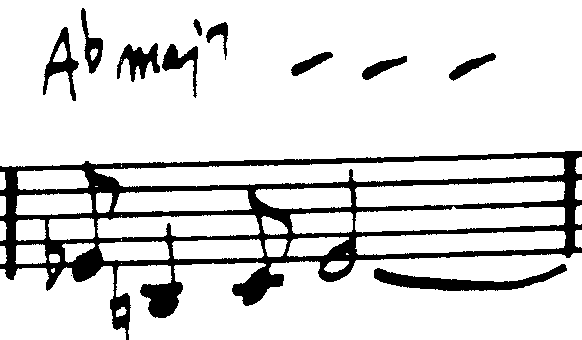 A♭ maj7 – – –